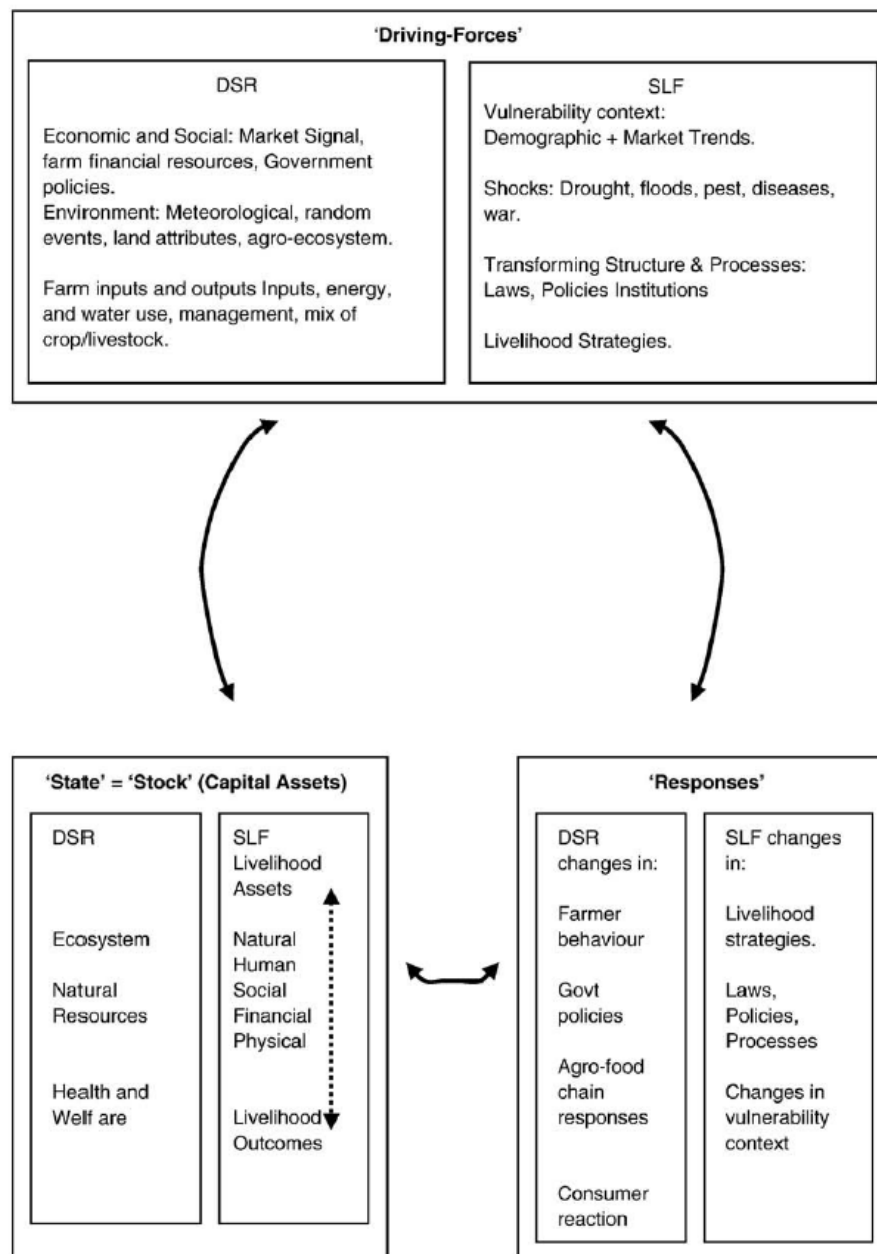 'Driving-Forces'
DSR
Economic and Social: Market Signal,
farm financial resources, Government
policies.
Environment: Meteorological, random
events, land attributes, agro-ecosystem.
Farm inputs and outputs Inputs, energy,
and water use, management, mix of
crop/livestock.
SLF
Vulnerability context:
Demographic + Market Trends.
Shocks: Drought, floods, pest, diseases,
war.
Transforming Structure & Processes:
Laws, Policies Institutions
Livelihood Strategies.
'State' = 'Stock' (Capital Assets)
DSR
Ecosystem
Natural
Resources
Health and
Welf are
SLF
Livelihood
Assets
Natural
Human
Social
Financial
Physical
Livelihood
Outcomes
'Responses'
DSR
changes in:
Farmer
behaviour
Govt
policies
Agro-food
chain
responses
Consumer
reaction
SLF changes
in:
Livelihood
strategies.
Laws,
Policies,
Processes
Changes in
vulnerability
context